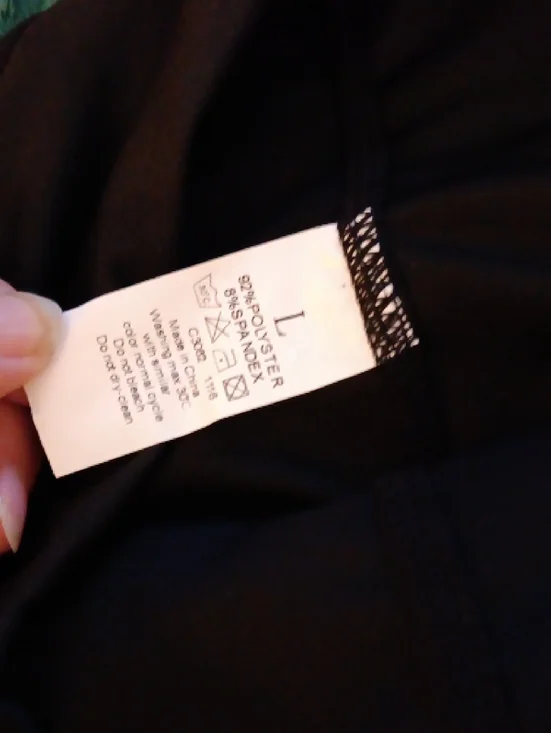 L
92%POLYSTER
8%SPANDEX
30°C
1116
Made in China
Washing max 30C
With similar
color normal cycle
Do not bleach
Do not dry-clean